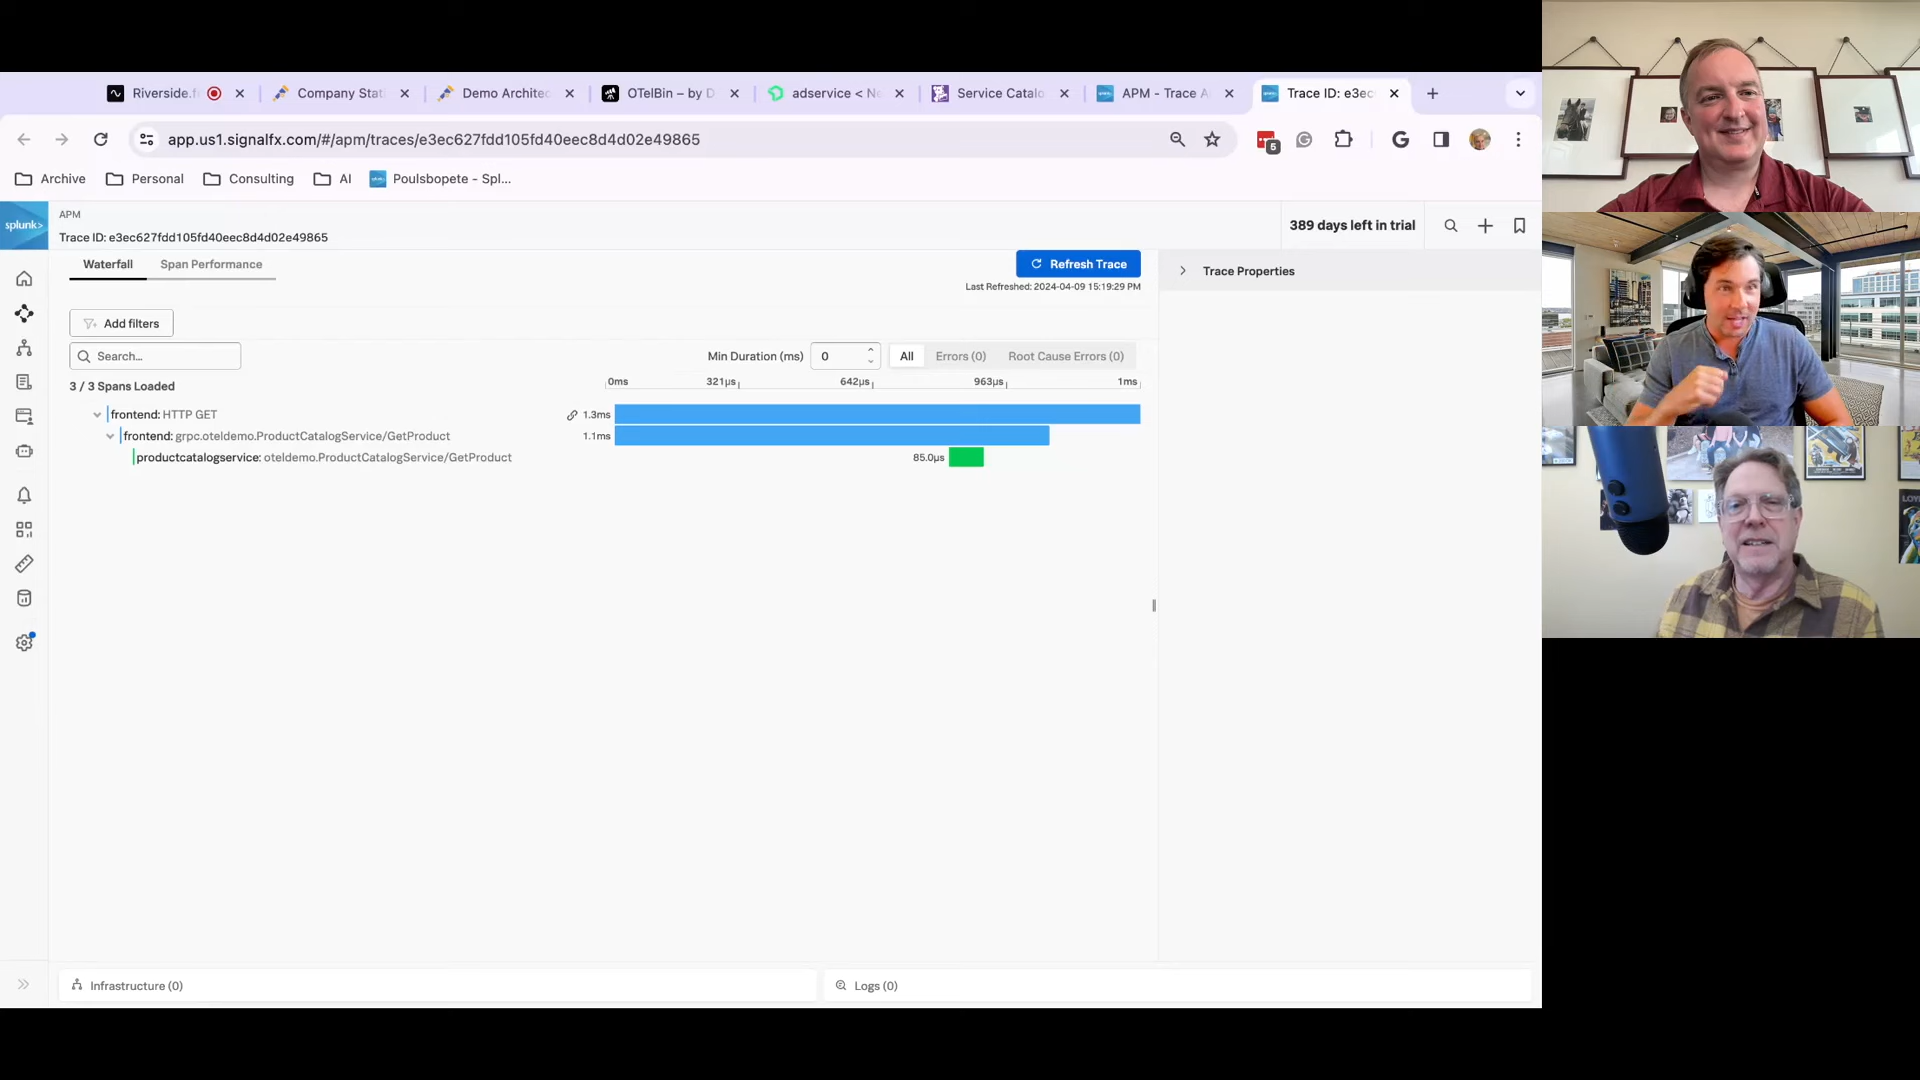 Riverside.f
Company Stat
Demo Architec
OTelBin – by D
adservice < Ne
Service Catalo
APM - Trace A
Trace ID: e3ec
app.us1.signalfx.com/#/apm/traces/e3ec627fdd105fd40eec8d4d02e49865
5
Archive
Personal
Consulting
AI
Poulsbopete - Spl...
splunk>
APM
Trace ID: e3ec627fdd105fd40eec8d4d02e49865
389 days left in trial
Waterfall
Span Performance
Refresh Trace
Last Refreshed: 2024-04-09 15:19:29 PM
Trace Properties
Add filters
Search...
Min Duration (ms)
0
All
Errors (0)
Root Cause Errors (0)
3 / 3 Spans Loaded
0ms
321µs
642µs
963µs
1ms
frontend: HTTP GET
1.3ms
frontend: grpc.oteldemo.ProductCatalogService/GetProduct
1.1ms
productcatalogservice: oteldemo.ProductCatalogService/GetProduct
85.0µs
Infrastructure (0)
Logs (0)